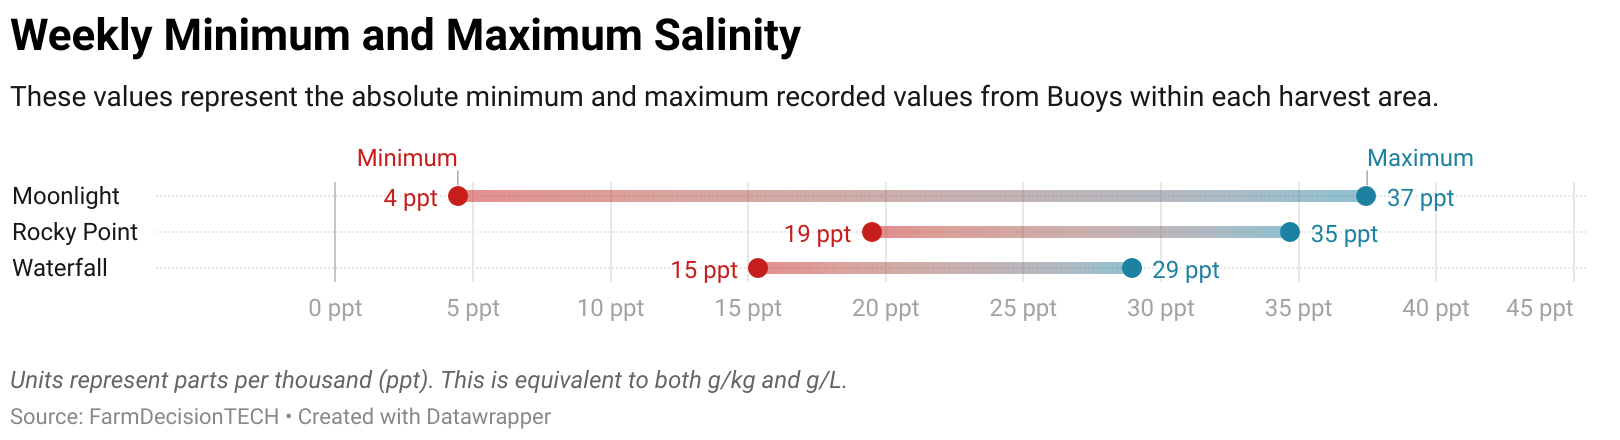 Weekly Minimum and Maximum Salinity
These values represent the absolute minimum and maximum recorded values from Buoys within each harvest area.
Minimum Maximum
Moonlight 4 ppt 37 ppt
Rocky Point 19 ppt 35 ppt
Waterfall 15 ppt 29 ppt
0 ppt 5 ppt 10 ppt 15 ppt 20 ppt 25 ppt 30 ppt 35 ppt 40 ppt 45 ppt
Units represent parts per thousand (ppt). This is equivalent to both g/kg and g/L.
Source: FarmDecisionTECH • Created with Datawrapper